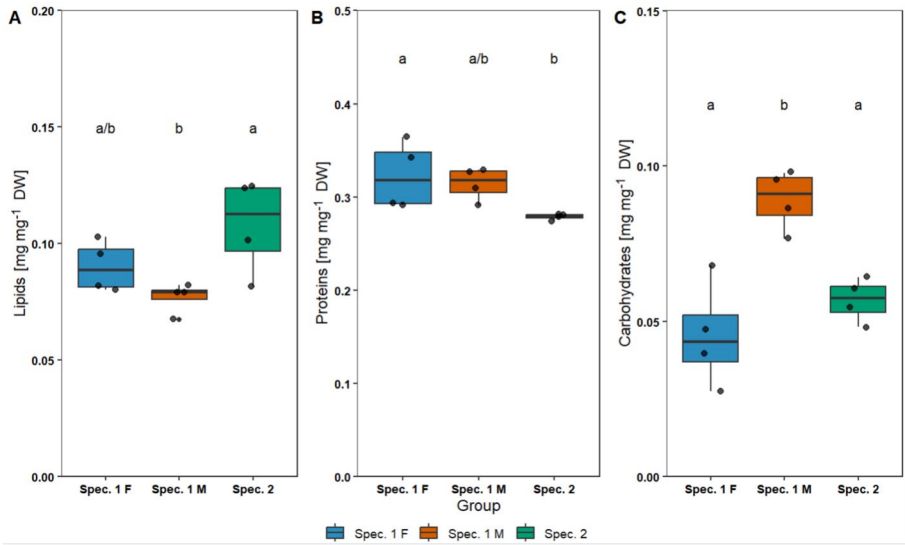 A
Lipids [mg mg⁻¹ DW]
0.20
0.15
0.10
0.05
0.00
a/b b a
Spec. 1 F Spec. 1 M Spec. 2
B
Proteins [mg mg⁻¹ DW]
0.5
0.4
0.3
0.2
0.1
0.0
a a/b b
Spec. 1 F Spec. 1 M Spec. 2
Group
C
Carbohydrates [mg mg⁻¹ DW]
0.15
0.10
0.05
0.00
a b a
Spec. 1 F Spec. 1 M Spec. 2
Spec. 1 F Spec. 1 M Spec. 2